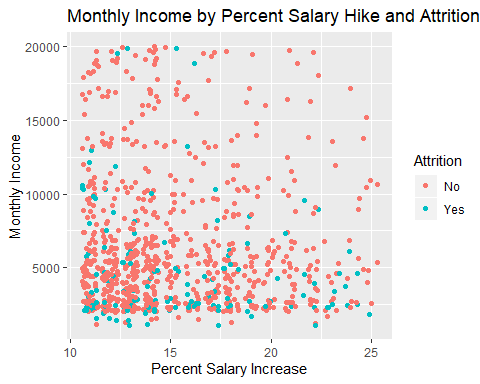 Monthly Income by Percent Salary Hike and Attrition
20000
15000
10000
5000
Monthly Income
10
15
20
25
Percent Salary Increase
Attrition
No
Yes